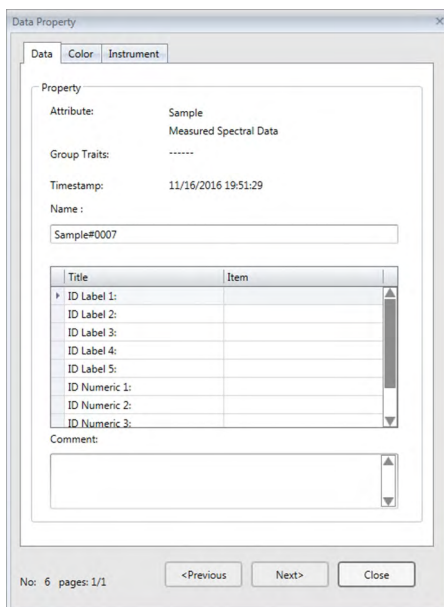 Data Property
Data Color Instrument
Property
Attribute: Sample
Measured Spectral Data
Group Traits: ------
Timestamp: 11/16/2016 19:51:29
Name :
Sample#0007
Title Item
ID Label 1:
ID Label 2:
ID Label 3:
ID Label 4:
ID Label 5:
ID Numeric 1:
ID Numeric 2:
ID Numeric 3:
Comment:
No: 6 pages: 1/1 <Previous Next> Close